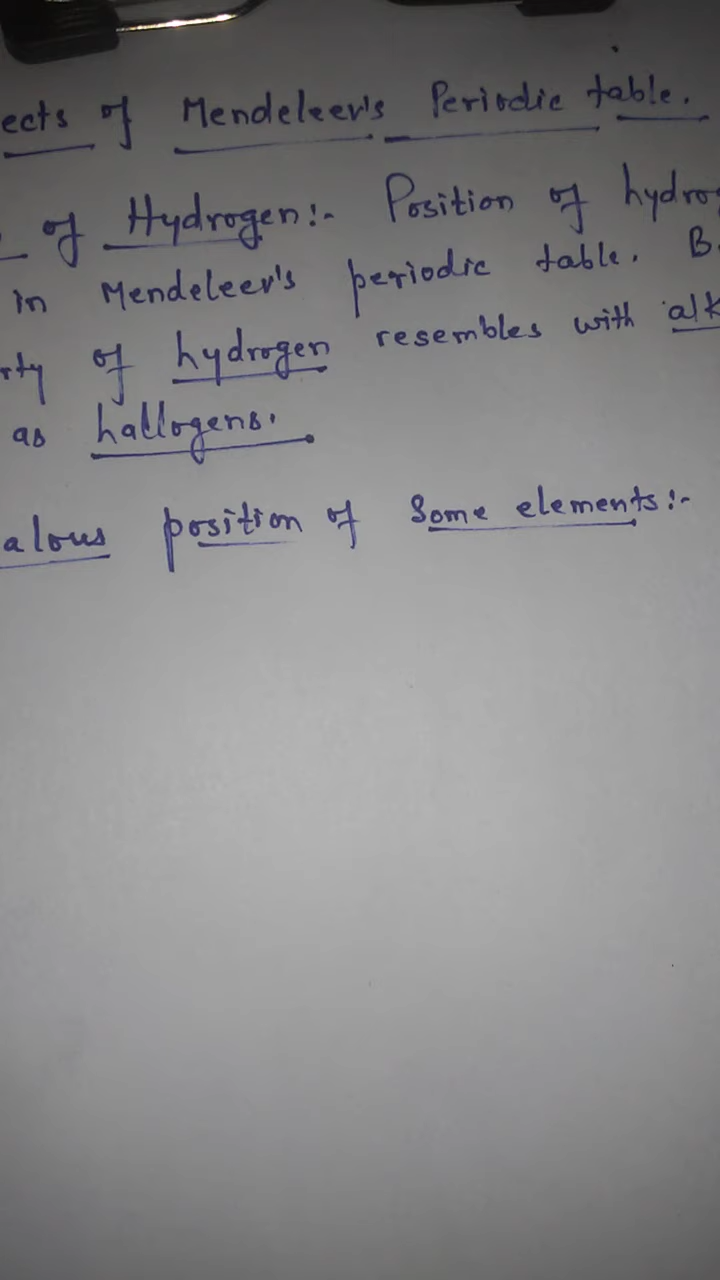 ects of Mendeleev's Periodic table.
of Hydrogen:- Position of hydro
in Mendeleev's periodic table. B
rty of hydrogen resembles with alk
as hallogens.
alous position of Some elements:-